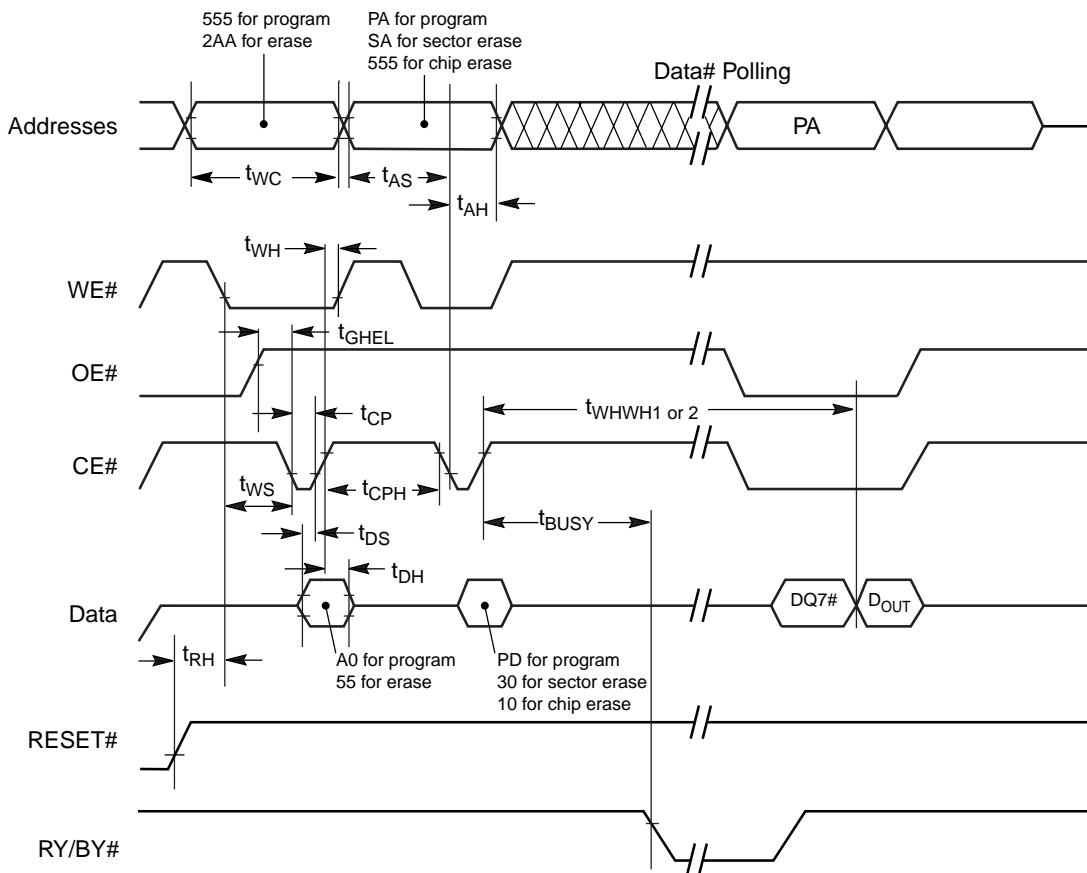 555 for program
2AA for erase
PA for program
SA for sector erase
555 for chip erase
Data# Polling
Addresses
PA
tWC
tAS
tAH
tWH
WE#
tGHEL
OE#
tCP
tWHWH1 or 2
CE#
tWS
tCPH
tBUSY
tDS
tDH
Data
DQ7#
DOUT
tRH
A0 for program
55 for erase
PD for program
30 for sector erase
10 for chip erase
RESET#
RY/BY#